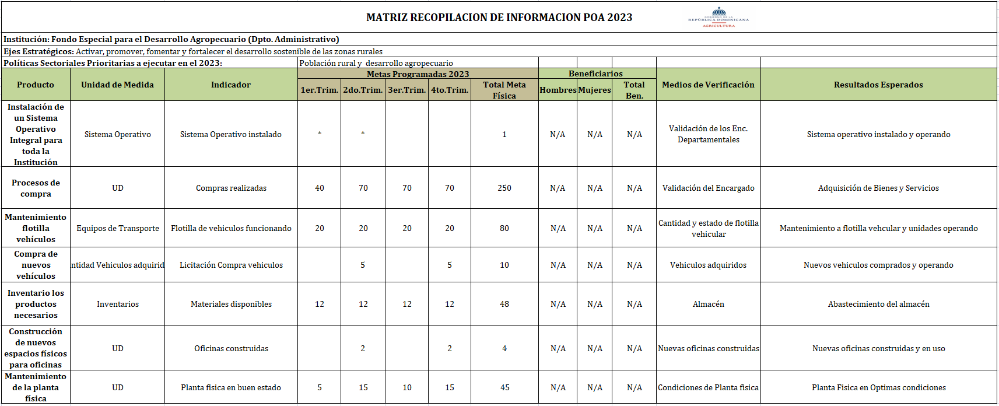 MATRIZ RECOPILACION DE INFORMACION POA 2023
GOBIERNO DE LA
REPÚBLICA DOMINICANA
AGRICULTURA
Institución: Fondo Especial para el Desarrollo Agropecuario (Dpto. Administrativo)
Ejes Estratégicos: Activar, promover, fomentar y fortalecer el desarrollo sostenible de las zonas rurales
Políticas Sectoriales Prioritarias a ejecutar en el 2023: Población rural y desarrollo agropecuario
Producto
Unidad de Medida
Indicador
Metas Programadas 2023
1er.Trim. 2do.Trim. 3er.Trim. 4to.Trim.
Total Meta
Física
Beneficiarios
Hombres Mujeres
Total
Ben.
Medios de Verificación
Resultados Esperados
Instalación de
un Sistema
Operativo
Integral para
toda la
Institución
Sistema Operativo
Sistema Operativo instalado
* * 1 N/A N/A N/A
Validación de los Enc.
Departamentales
Sistema operativo instalado y operando
Procesos de
compra
UD
Compras realizadas
40 70 70 70 250 N/A N/A N/A
Validación del Encargado
Adquisición de Bienes y Servicios
Mantenimiento
flotilla
vehículos
Equipos de Transporte
Flotilla de vehiculos funcionando
20 20 20 20 80 N/A N/A N/A
Cantidad y estado de flotilla
vehicular
Mantenimiento a flotilla vehcular y unidades operando
Compra de
nuevos
vehículos
ntidad Vehiculos adquirid
Licitación Compra vehiculos
5 5 10 N/A N/A N/A
Vehiculos adquiridos
Nuevos vehiculos comprados y operando
Inventario los
productos
necesarios
Inventarios
Materiales disponibles
12 12 12 12 48 N/A N/A N/A
Almacén
Abastecimiento del almacén
Construcción
de nuevos
espacios físicos
para oficinas
UD
Oficinas construidas
2 2 4 N/A N/A N/A
Nuevas oficinas construidas
Nuevas oficinas construidas y en uso
Mantenimiento
de la planta
física
UD
Planta fisica en buen estado
5 15 10 15 45 N/A N/A N/A
Condiciones de Planta fisica
Planta Fisica en Optimas condiciones